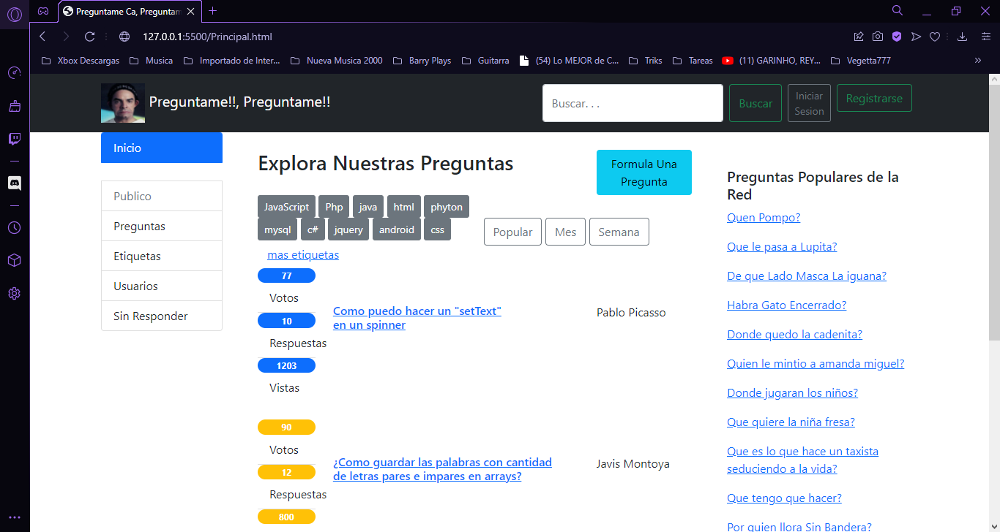 Preguntame Ca, Preguntam
127.0.0.1:5500/Principal.html
Xbox Descargas
Musica
Importado de Inter...
Nueva Musica 2000
Barry Plays
Guitarra
(54) Lo MEJOR de C...
Triks
Tareas
(11) GARINHO, REY...
Vegetta777
»
Preguntame!!, Preguntame!!
Buscar. . .
Buscar
Iniciar
Sesion
Registrarse
Inicio
Publico
Preguntas
Etiquetas
Usuarios
Sin Responder
Explora Nuestras Preguntas
Formula Una
Pregunta
JavaScript Php java html phyton
mysql c# jquery android css
mas etiquetas
Popular Mes Semana
77
Votos
10
Respuestas
1203
Vistas
Como puedo hacer un "setText"
en un spinner
Pablo Picasso
90
Votos
12
Respuestas
800
¿Como guardar las palabras con cantidad
de letras pares e impares en arrays?
Javis Montoya
Preguntas Populares de la
Red
Quen Pompo?
Que le pasa a Lupita?
De que Lado Masca La iguana?
Habra Gato Encerrado?
Donde quedo la cadenita?
Quien le mintio a amanda miguel?
Donde jugaran los niños?
Que quiere la niña fresa?
Que es lo que hace un taxista
seduciendo a la vida?
Que tengo que hacer?
Por quien llora Sin Bandera?